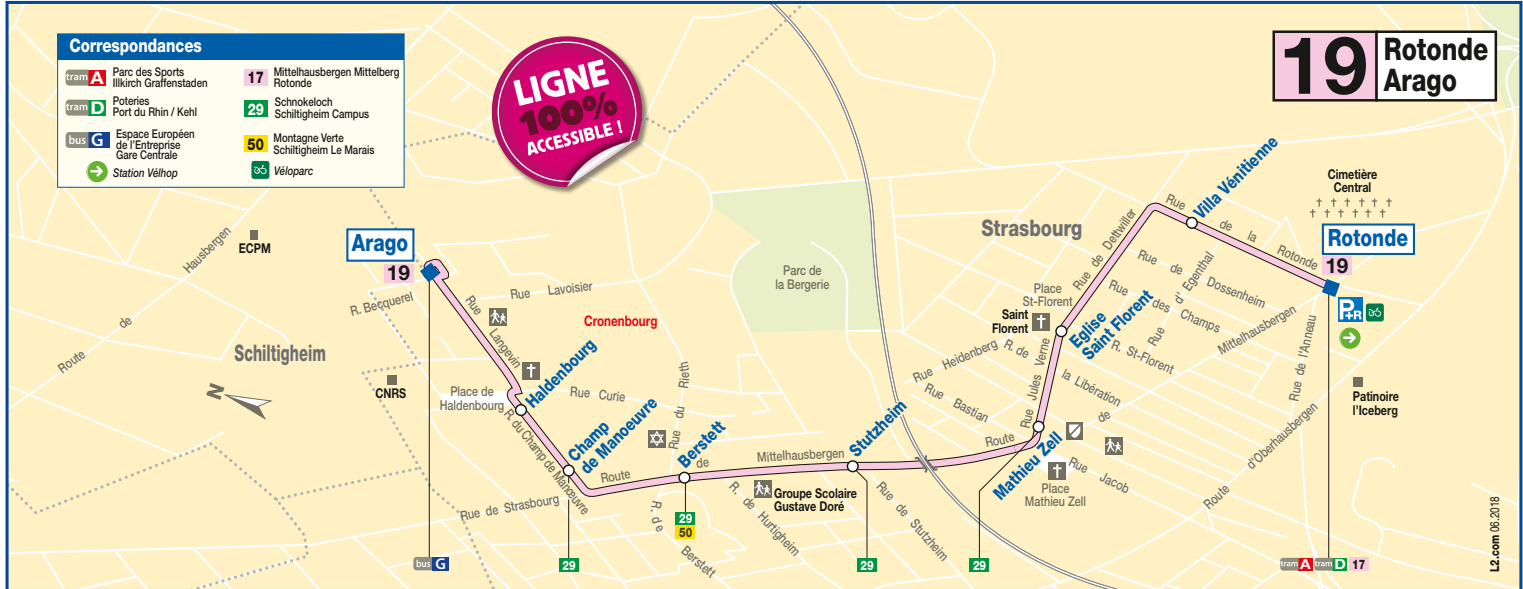 Correspondances
tram A Parc des Sports
Illkirch Graffenstaden
tram D Poteries
Port du Rhin / Kehl
bus G Espace Européen
de l'Entreprise
Gare Centrale
Station Vélhop
17 Mittelhausbergen Mittelberg
Rotonde
29 Schnokeloch
Schiltigheim Campus
50 Montagne Verte
Schiltigheim Le Marais
Véloparc
LIGNE
100%
ACCESSIBLE !
19 Rotonde
Arago
ECPM
Hausbergen
de
Route
Schiltigheim
N
CNRS
Arago
19
R. Becquerel
Rue
Langevin
Rue Lavoisier
Cronenbourg
Place de
Haldenbourg
Haldenbourg
Rue Curie
R. du Champ de Manœuvre
Champ
de Manoeuvre
Rue du Rieth
Rue de Strasbourg
Berstett
Route
de
Mittelhausbergen
R. de
Berstett
29
50
R. de Hurtigheim
Groupe Scolaire
Gustave Doré
Stutzheim
Rue de Stutzheim
Parc de
la Bergerie
bus G
29
29
29
Strasbourg
Route
Mathieu Zell
Place
Mathieu Zell
Rue Jacob
de
Rue Jules Verne
Rue Heidenberg
Rue Bastian
R. de
la Libération
Saint
Florent
Place
St-Florent
Eglise
Saint Florent
R. St-Florent
Rue de Dettwiller
Rue
de la Rotonde
Villa Vénitienne
Rue de Dossenheim
Rue des Champs
Rue d' Egenthal
Mittelhausbergen
Rue de l'Anneau
Route
d'Oberhausbergen
Cimetière
Central
Rotonde
19
P+R
Patinoire
l'Iceberg
tram A tram D 17
L2.com 06.2018